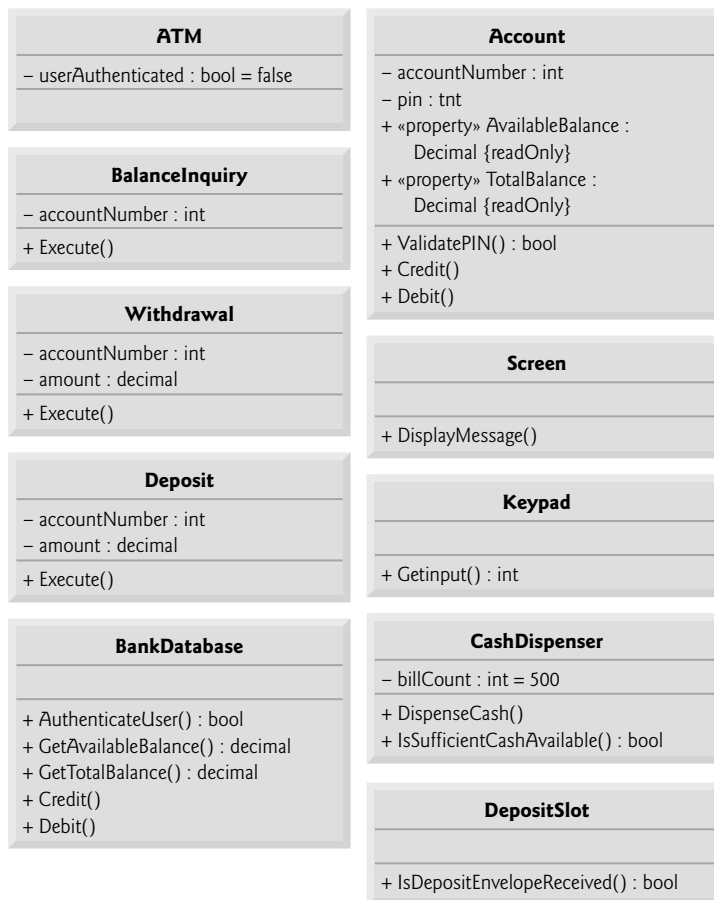 ATM
– userAuthenticated : bool = false
BalanceInquiry
– accountNumber : int
+ Execute()
Withdrawal
– accountNumber : int
– amount : decimal
+ Execute()
Deposit
– accountNumber : int
– amount : decimal
+ Execute()
BankDatabase
+ AuthenticateUser() : bool
+ GetAvailableBalance() : decimal
+ GetTotalBalance() : decimal
+ Credit()
+ Debit()
Account
– accountNumber : int
– pin : tnt
+ «property» AvailableBalance :
Decimal {readOnly}
+ «property» TotalBalance :
Decimal {readOnly}
+ ValidatePIN() : bool
+ Credit()
+ Debit()
Screen
+ DisplayMessage()
Keypad
+ Getinput() : int
CashDispenser
– billCount : int = 500
+ DispenseCash()
+ IsSufficientCashAvailable() : bool
DepositSlot
+ IsDepositEnvelopeReceived() : bool